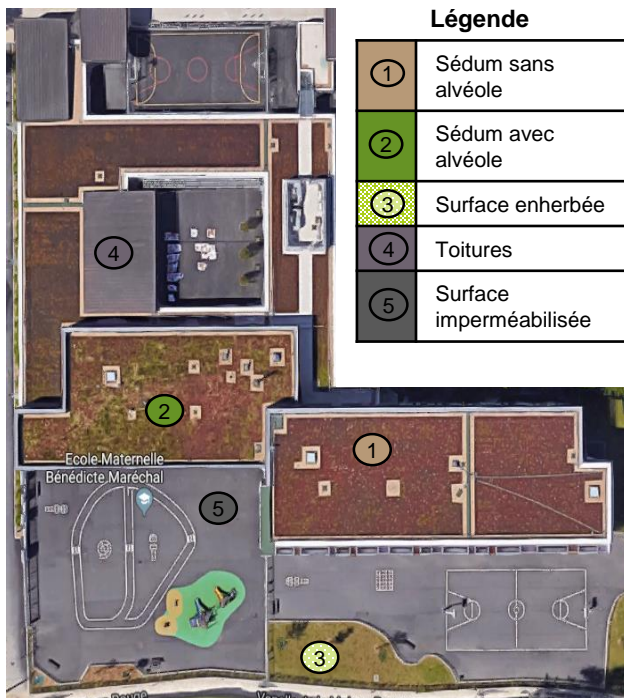 Légende
1 Sédum sans
alvéole
2 Sédum avec
alvéole
3 Surface enherbée
4 Toitures
5 Surface
imperméabilisée
4
2
1
Ecole Maternelle
Bénédicte Maréchal
5
3